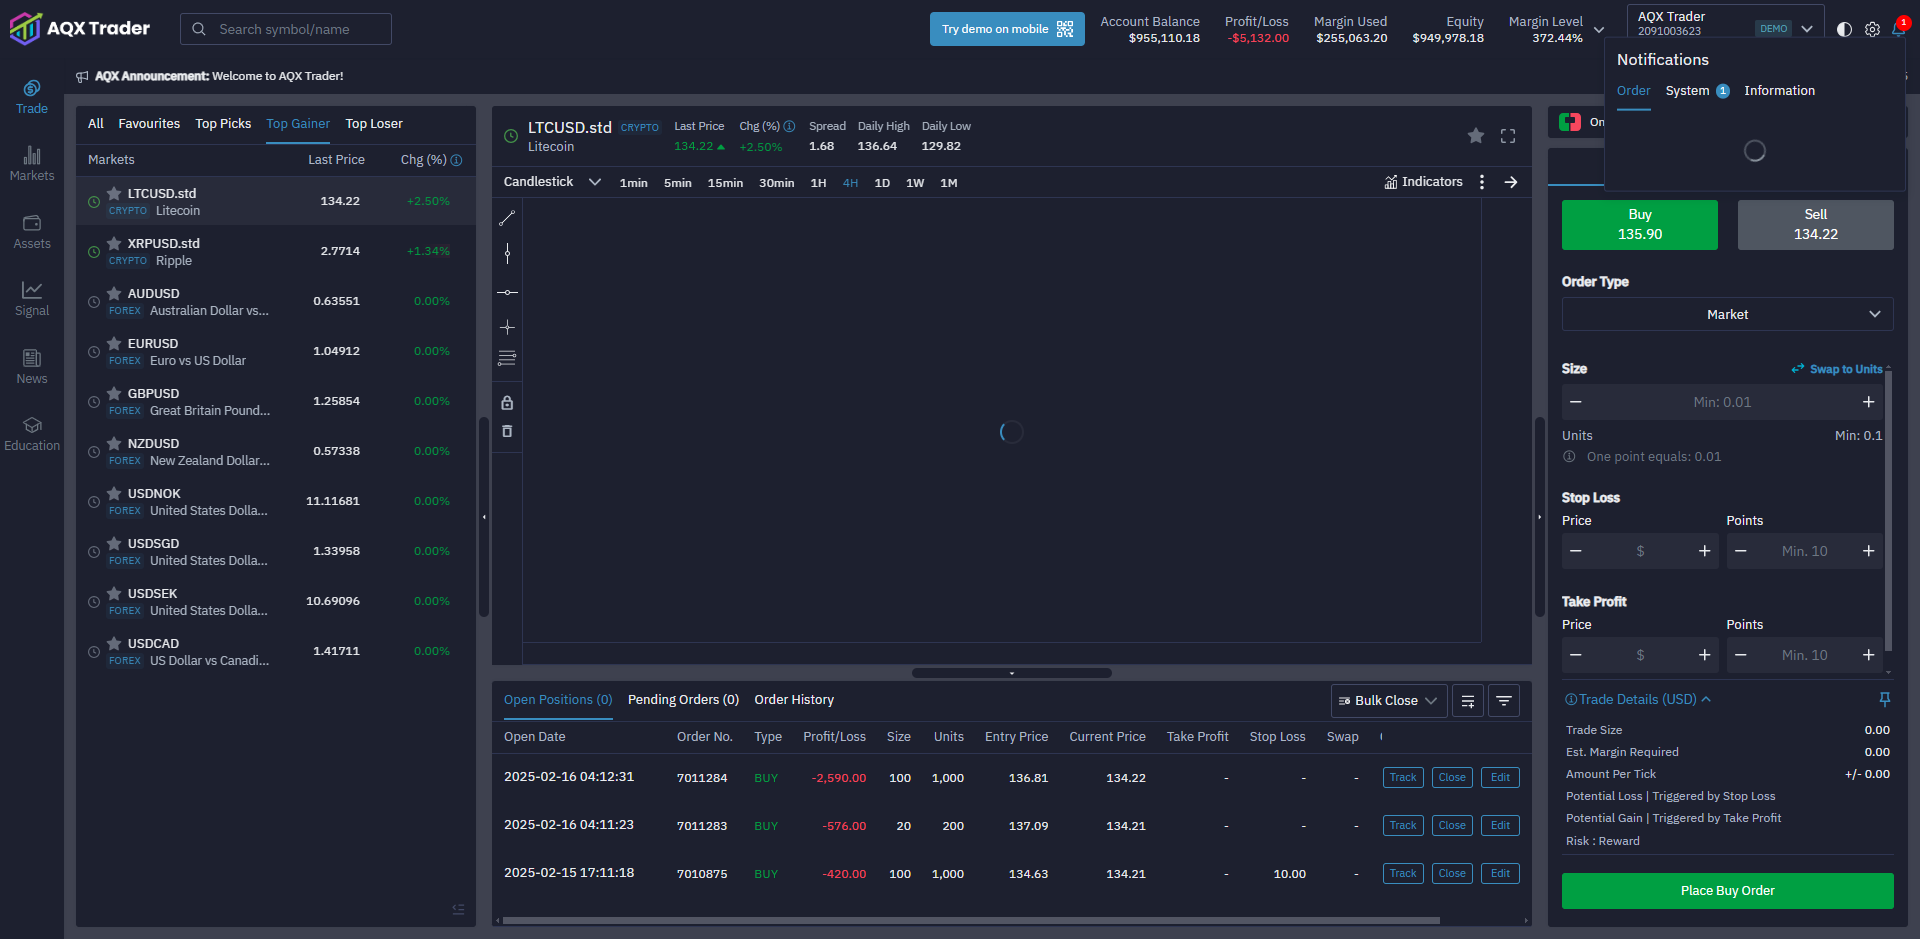 AQX Trader
Search symbol/name
Try demo on mobile
Account Balance
$955,110.18
Profit/Loss
-$5,132.00
Margin Used
$255,063.20
Equity
$949,978.18
Margin Level
372.44%
AQX Trader
2091003623
DEMO
1
AQX Announcement: Welcome to AQX Trader!
Notifications
Order System 1 Information
Trade
Markets
Assets
Signal
News
Education
All Favourites Top Picks Top Gainer Top Loser
Markets Last Price Chg (%)
LTCUSD.std
CRYPTO Litecoin
134.22 +2.50%
XRPUSD.std
CRYPTO Ripple
2.7714 +1.34%
AUDUSD
FOREX Australian Dollar vs...
0.63551 0.00%
EURUSD
FOREX Euro vs US Dollar
1.04912 0.00%
GBPUSD
FOREX Great Britain Pound...
1.25854 0.00%
NZDUSD
FOREX New Zealand Dollar...
0.57338 0.00%
USDNOK
FOREX United States Dolla...
11.11681 0.00%
USDSGD
FOREX United States Dolla...
1.33958 0.00%
USDSEK
FOREX United States Dolla...
10.69096 0.00%
USDCAD
FOREX US Dollar vs Canadi...
1.41711 0.00%
LTCUSD.std CRYPTO
Litecoin
Last Price
134.22
Chg (%)
+2.50%
Spread
1.68
Daily High
136.64
Daily Low
129.82
Candlestick 1min 5min 15min 30min 1H 4H 1D 1W 1M Indicators
Open Positions (0) Pending Orders (0) Order History Bulk Close
Open Date Order No. Type Profit/Loss Size Units Entry Price Current Price Take Profit Stop Loss Swap
2025-02-16 04:12:31 7011284 BUY -2,590.00 100 1,000 136.81 134.22 - - - Track Close Edit
2025-02-16 04:11:23 7011283 BUY -576.00 20 200 137.09 134.21 - - - Track Close Edit
2025-02-15 17:11:18 7010875 BUY -420.00 100 1,000 134.63 134.21 - 10.00 - Track Close Edit
On
Buy
135.90
Sell
134.22
Order Type
Market
Size Swap to Units
Min: 0.01
Units Min: 0.1
One point equals: 0.01
Stop Loss
Price Points
$ Min. 10
Take Profit
Price Points
$ Min. 10
Trade Details (USD)
Trade Size 0.00
Est. Margin Required 0.00
Amount Per Tick +/- 0.00
Potential Loss | Triggered by Stop Loss
Potential Gain | Triggered by Take Profit
Risk : Reward
Place Buy Order